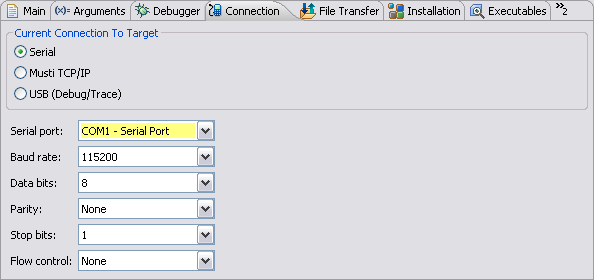 Main (x)= Arguments Debugger Connection File Transfer Installation Executables »2
Current Connection To Target
Serial
Musti TCP/IP
USB (Debug/Trace)
Serial port: COM1 - Serial Port
Baud rate: 115200
Data bits: 8
Parity: None
Stop bits: 1
Flow control: None